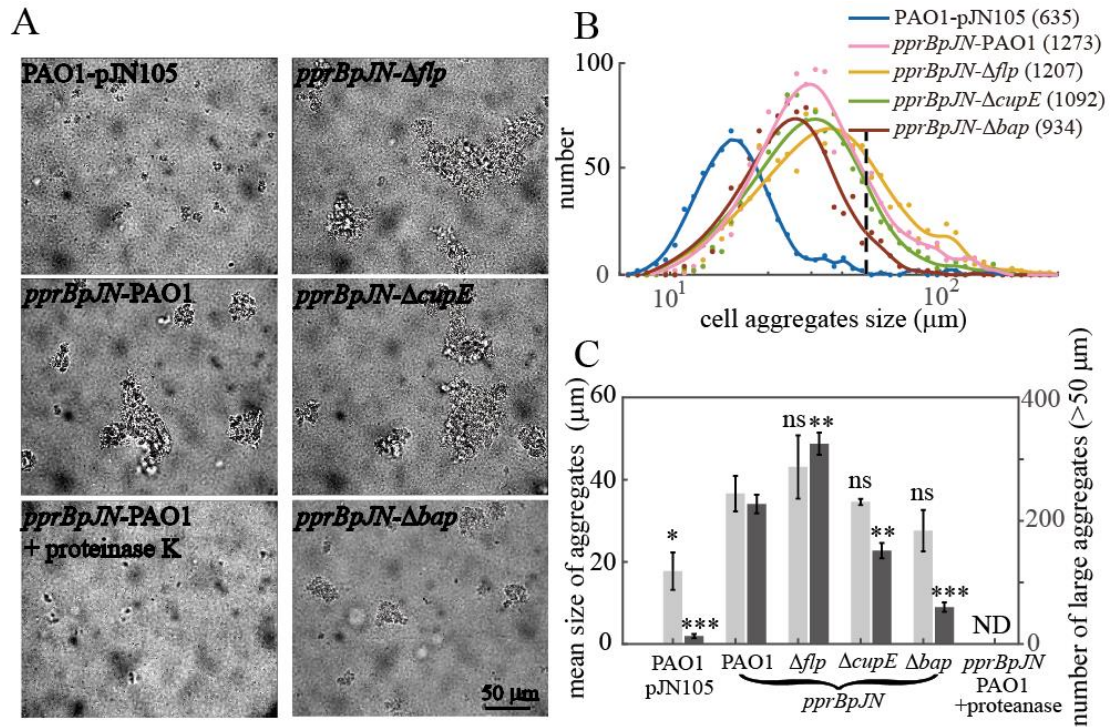 A
PAO1-pJN105
pprBpJN-Δflp
pprBpJN-PAO1
pprBpJN-ΔcupE
pprBpJN-PAO1
+ proteinase K
pprBpJN-Δbap
50 μm
B
PAO1-pJN105 (635)
pprBpJN-PAO1 (1273)
pprBpJN-Δflp (1207)
pprBpJN-ΔcupE (1092)
pprBpJN-Δbap (934)
number
100
50
0
10¹
10²
cell aggregates size (μm)
C
mean size of aggregates (μm)
60
40
20
0
number of large aggregates (>50 μm)
400
200
0
*
***
ns
**
ns
**
ns
***
ND
PAO1
pJN105
PAO1
Δflp
ΔcupE
Δbap
pprBpJN
pprBpJN
PAO1
+proteinase